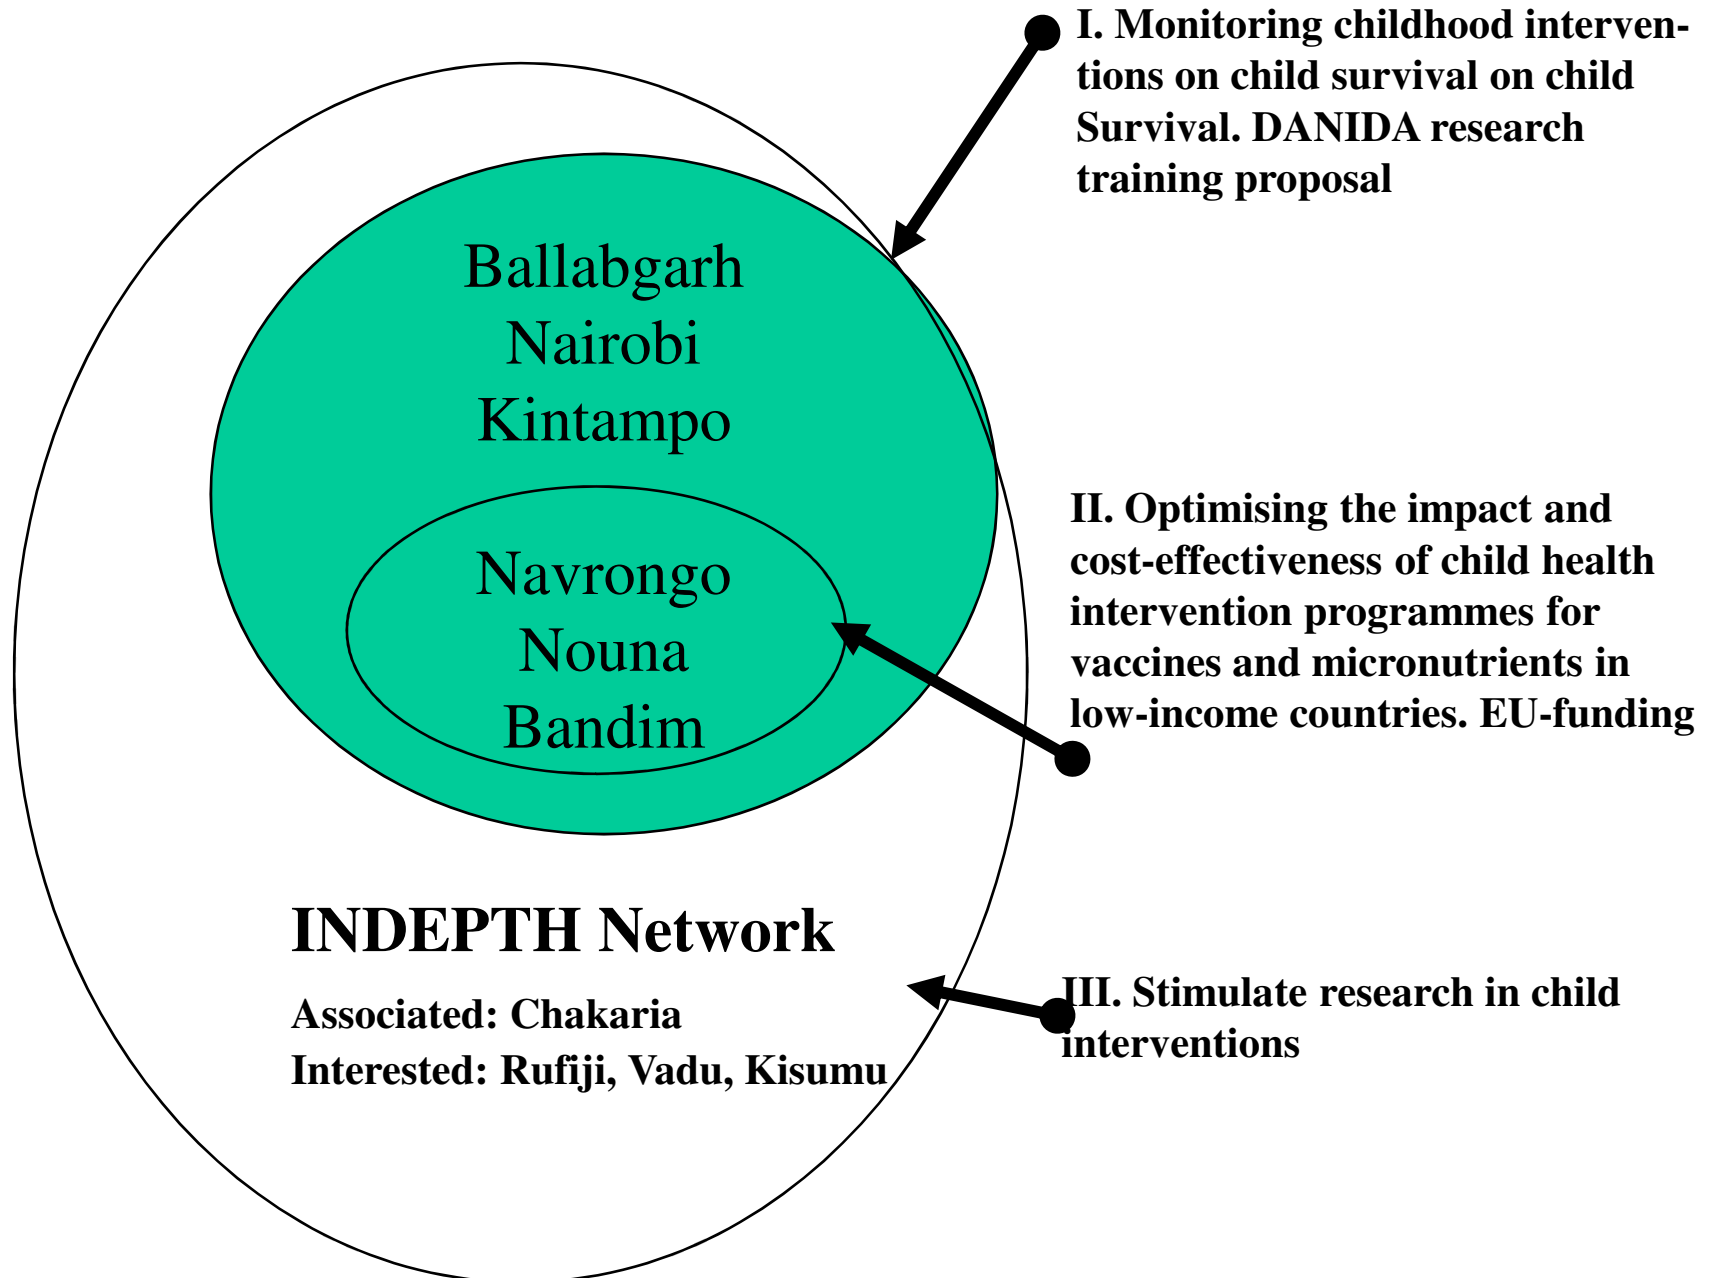 I. Monitoring childhood interven-
tions on child survival on child
Survival. DANIDA research
training proposal
Ballabgarh
Nairobi
Kintampo
Navrongo
Nouna
Bandim
II. Optimising the impact and
cost-effectiveness of child health
intervention programmes for
vaccines and micronutrients in
low-income countries. EU-funding
INDEPTH Network
Associated: Chakaria
Interested: Rufiji, Vadu, Kisumu
III. Stimulate research in child
interventions